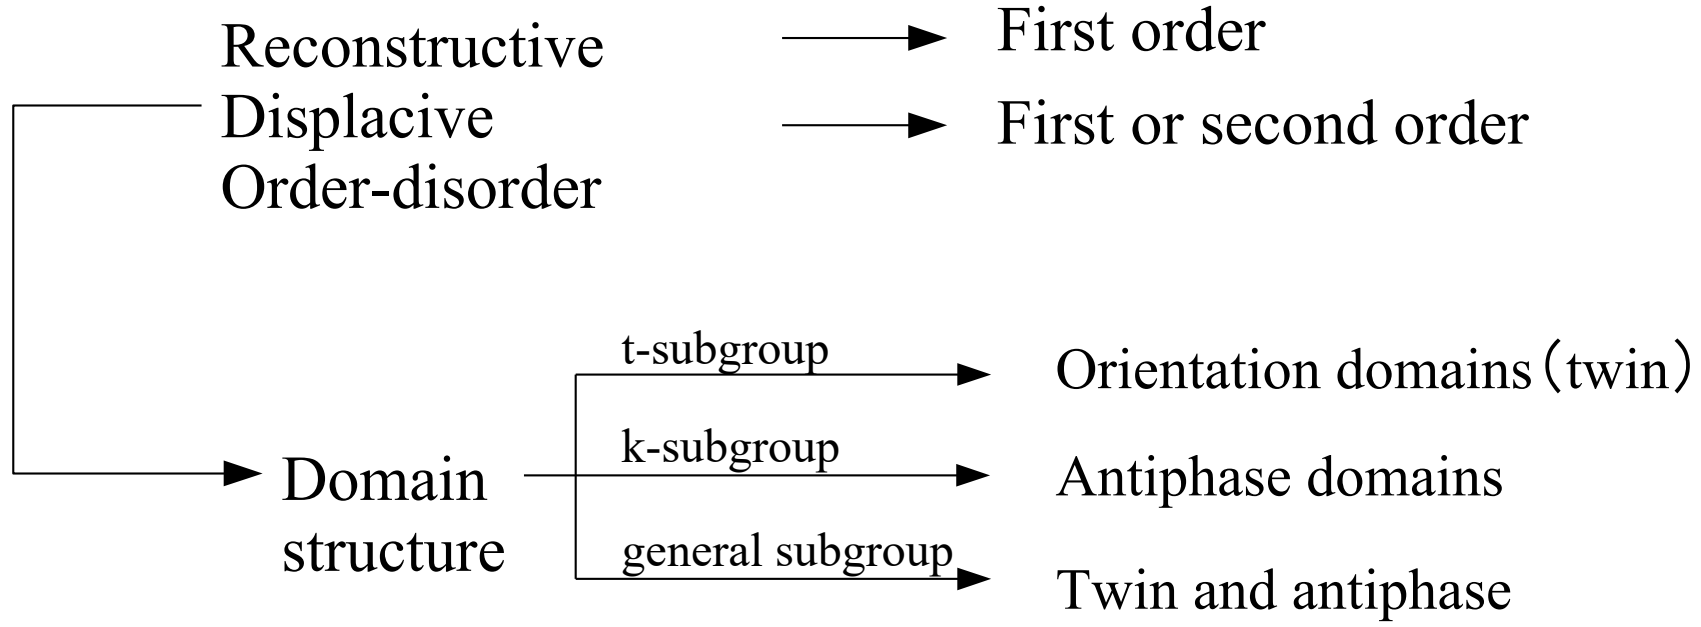 Reconstructive
First order
Displacive
First or second order
Order-disorder
t-subgroup
Orientation domains（twin）
k-subgroup
Antiphase domains
Domain
structure
general subgroup
Twin and antiphase